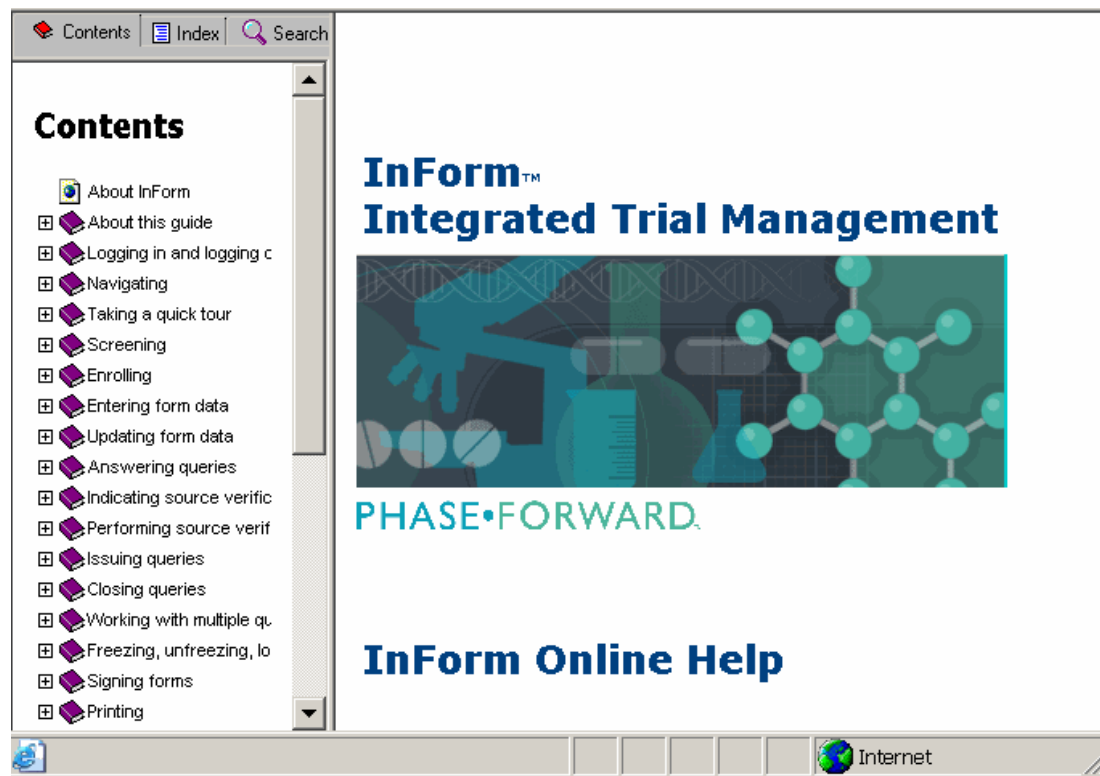 Contents Index Search
Contents
About InForm
About this guide
Logging in and logging c
Navigating
Taking a quick tour
Screening
Enrolling
Entering form data
Updating form data
Answering queries
Indicating source verific
Performing source verif
Issuing queries
Closing queries
Working with multiple qu
Freezing, unfreezing, lo
Signing forms
Printing
InForm™
Integrated Trial Management
PHASE•FORWARD
InForm Online Help
Internet